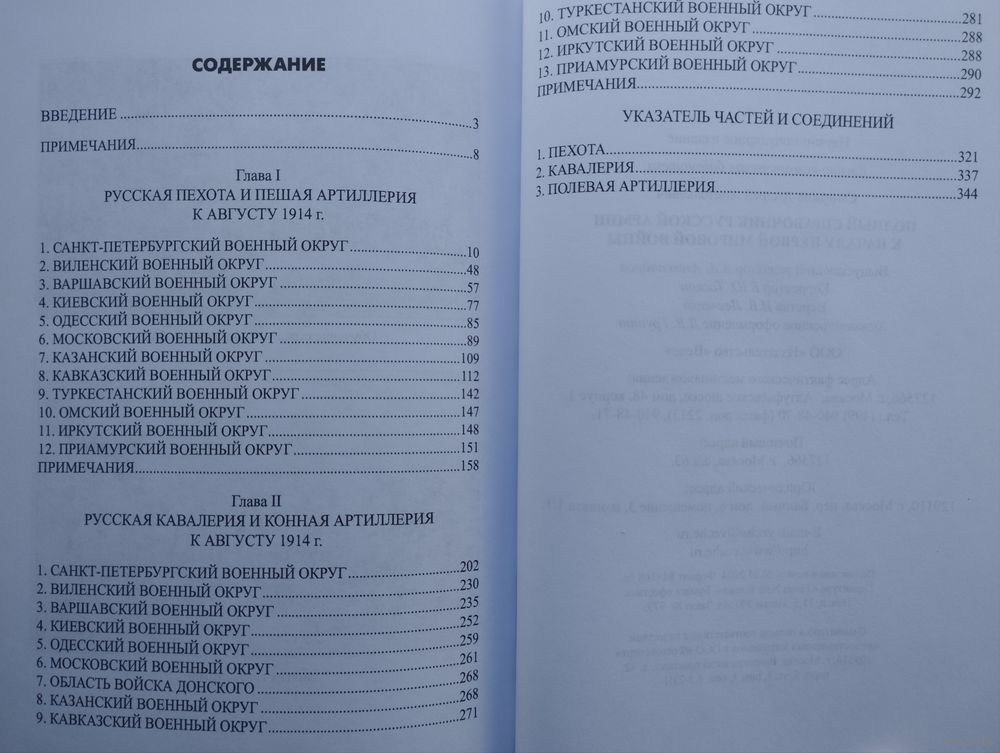 СОДЕРЖАНИЕ
ВВЕДЕНИЕ ........ 3
ПРИМЕЧАНИЯ........ 8
Глава I
РУССКАЯ ПЕХОТА И ПЕШАЯ АРТИЛЛЕРИЯ
К АВГУСТУ 1914 г.
1. САНКТ-ПЕТЕРБУРГСКИЙ ВОЕННЫЙ ОКРУГ........ 10
2. ВИЛЕНСКИЙ ВОЕННЫЙ ОКРУГ........ 48
3. ВАРШАВСКИЙ ВОЕННЫЙ ОКРУГ........ 57
4. КИЕВСКИЙ ВОЕННЫЙ ОКРУГ........ 77
5. ОДЕССКИЙ ВОЕННЫЙ ОКРУГ........ 85
6. МОСКОВСКИЙ ВОЕННЫЙ ОКРУГ........ 89
7. КАЗАНСКИЙ ВОЕННЫЙ ОКРУГ........ 109
8. КАВКАЗСКИЙ ВОЕННЫЙ ОКРУГ........ 112
9. ТУРКЕСТАНСКИЙ ВОЕННЫЙ ОКРУГ........ 142
10. ОМСКИЙ ВОЕННЫЙ ОКРУГ........ 147
11. ИРКУТСКИЙ ВОЕННЫЙ ОКРУГ........ 148
12. ПРИАМУРСКИЙ ВОЕННЫЙ ОКРУГ........ 151
ПРИМЕЧАНИЯ........ 158
Глава II
РУССКАЯ КАВАЛЕРИЯ И КОННАЯ АРТИЛЛЕРИЯ
К АВГУСТУ 1914 г.
1. САНКТ-ПЕТЕРБУРГСКИЙ ВОЕННЫЙ ОКРУГ........ 202
2. ВИЛЕНСКИЙ ВОЕННЫЙ ОКРУГ........ 230
3. ВАРШАВСКИЙ ВОЕННЫЙ ОКРУГ........ 235
4. КИЕВСКИЙ ВОЕННЫЙ ОКРУГ........ 252
5. ОДЕССКИЙ ВОЕННЫЙ ОКРУГ........ 259
6. МОСКОВСКИЙ ВОЕННЫЙ ОКРУГ........ 261
7. ОБЛАСТЬ ВОЙСКА ДОНСКОГО ........ 268
8. КАЗАНСКИЙ ВОЕННЫЙ ОКРУГ........ 268
9. КАВКАЗСКИЙ ВОЕННЫЙ ОКРУГ........ 271
10. ТУРКЕСТАНСКИЙ ВОЕННЫЙ ОКРУГ........ 281
11. ОМСКИЙ ВОЕННЫЙ ОКРУГ........ 288
12. ИРКУТСКИЙ ВОЕННЫЙ ОКРУГ........ 288
13. ПРИАМУРСКИЙ ВОЕННЫЙ ОКРУГ........ 290
ПРИМЕЧАНИЯ........ 292
УКАЗАТЕЛЬ ЧАСТЕЙ И СОЕДИНЕНИЙ
1. ПЕХОТА........ 321
2. КАВАЛЕРИЯ........ 337
3. ПОЛЕВАЯ АРТИЛЛЕРИЯ........ 344